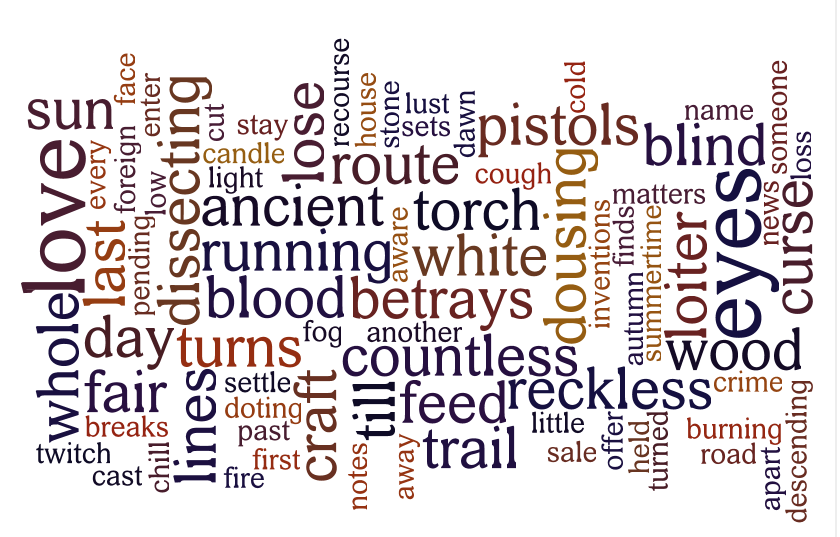 sun
face
enter
dissecting
cut
stay
candle
light
lose
recourse
house
stone
lust
sets
dawn
pistols
cold
name
someone
blind
loss
love
every
foreign
low
last
pending
ancient
route
cough
torch
dousing
matters
eyes
news
curse
running
aware
white
inventions
finds
summertime
autumn
loiter
blood
betrays
whole
day
turns
fog
another
countless
wood
fair
lines
settle
doting
past
first
fire
craft
till
feed
reckless
crime
breaks
twitch
cast
chill
notes
away
trail
little
sale
offer
held
turned
burning
road
apart
descending